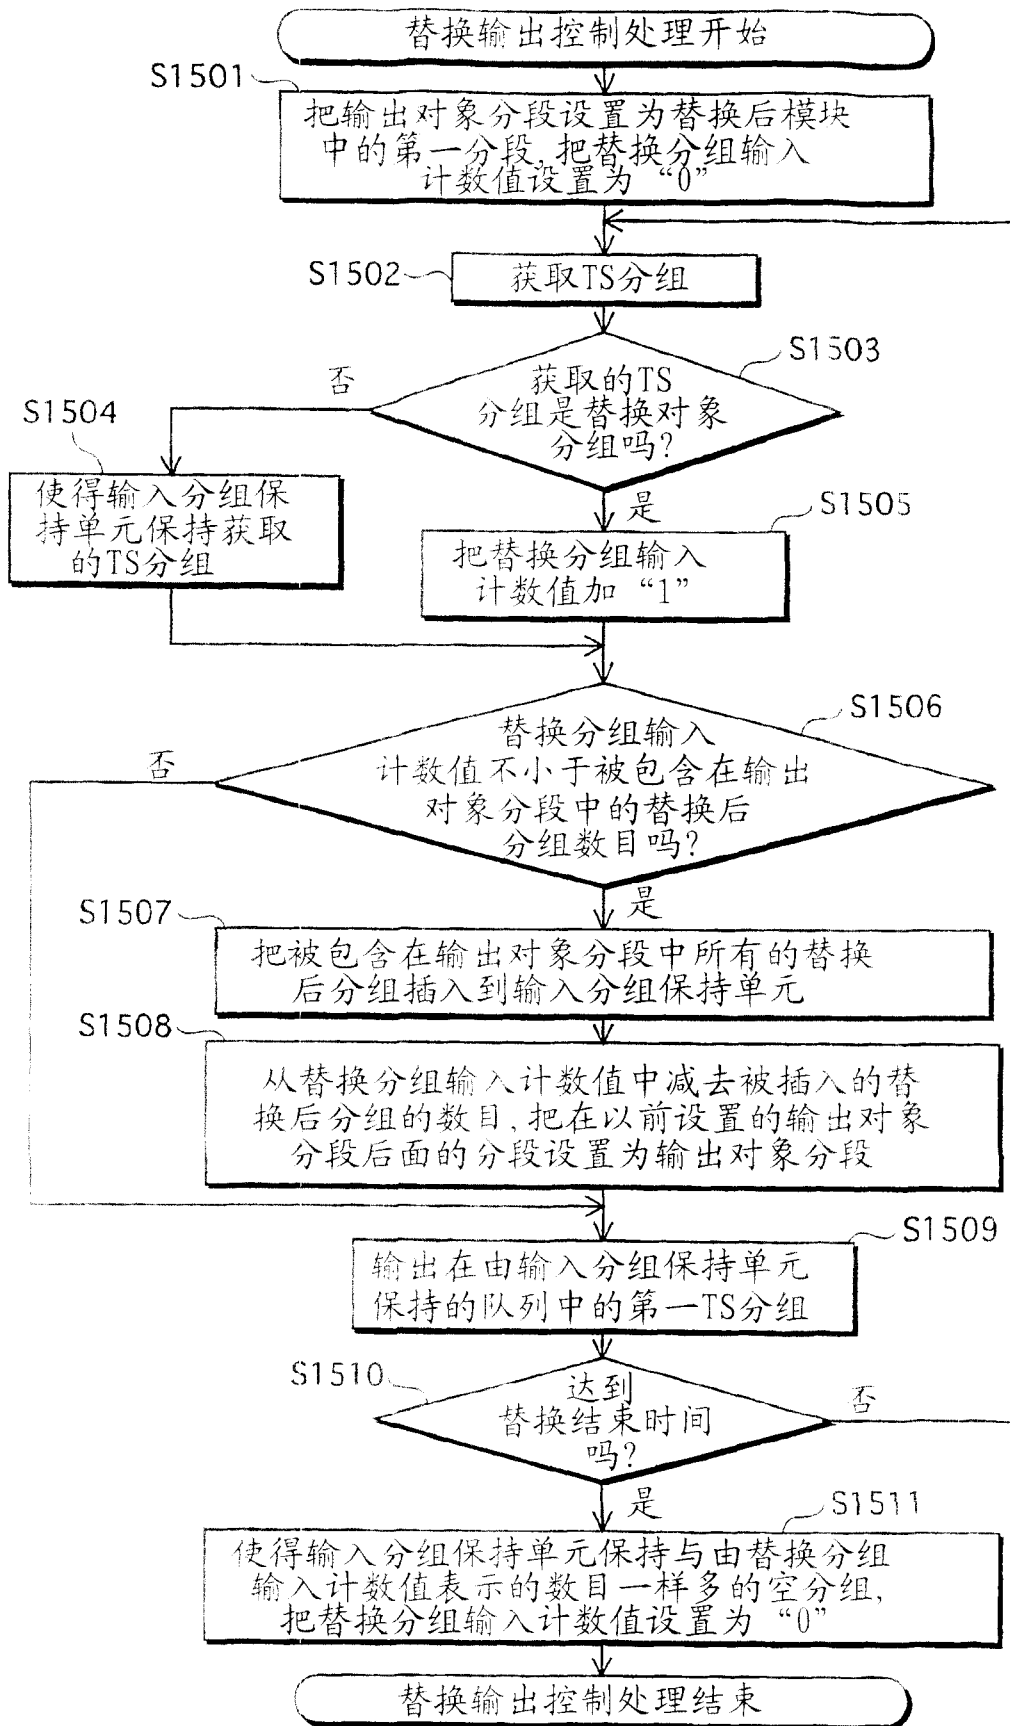 替换输出控制处理开始
S1501
把输出对象分段设置为替换后模块
中的第一分段,把替换分组输入
计数值设置为“0”
S1502
获取TS分组
S1503
获取的TS
分组是替换对象
分组吗?
否
是
S1504
使得输入分组保
持单元保持获取
的TS分组
S1505
把替换分组输入
计数值加“1”
S1506
替换分组输入
计数值不小于被包含在输出
对象分段中的替换后
分组数目吗?
否
是
S1507
把被包含在输出对象分段中所有的替换
后分组插入到输入分组保持单元
S1508
从替换分组输入计数值中减去被插入的替
换后分组的数目,把在以前设置的输出对象
分段后面的分段设置为输出对象分段
S1509
输出在由输入分组保持单元
保持的队列中的第一TS分组
S1510
达到
替换结束时间
吗?
否
是
S1511
使得输入分组保持单元保持与由替换分组
输入计数值表示的数目一样多的空分组,
把替换分组输入计数值设置为“0”
替换输出控制处理结束